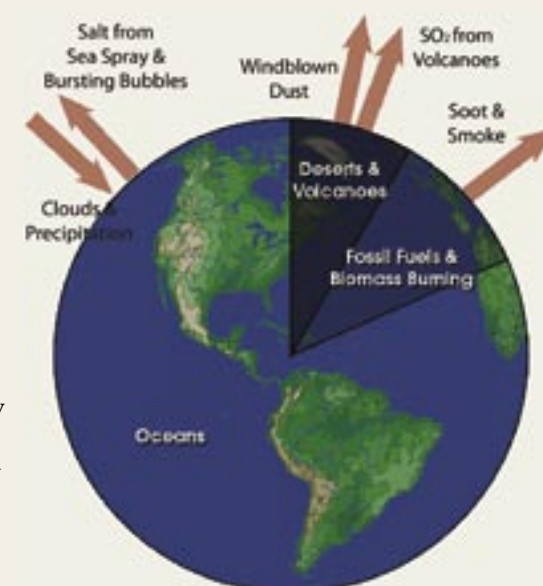 Salt from
Sea Spray &
Bursting Bubbles
Windblown
Dust
SO₂ from
Volcanoes
Soot &
Smoke
Clouds &
Precipitation
Deserts &
Volcanoes
Fossil Fuels &
Biomass Burning
Oceans